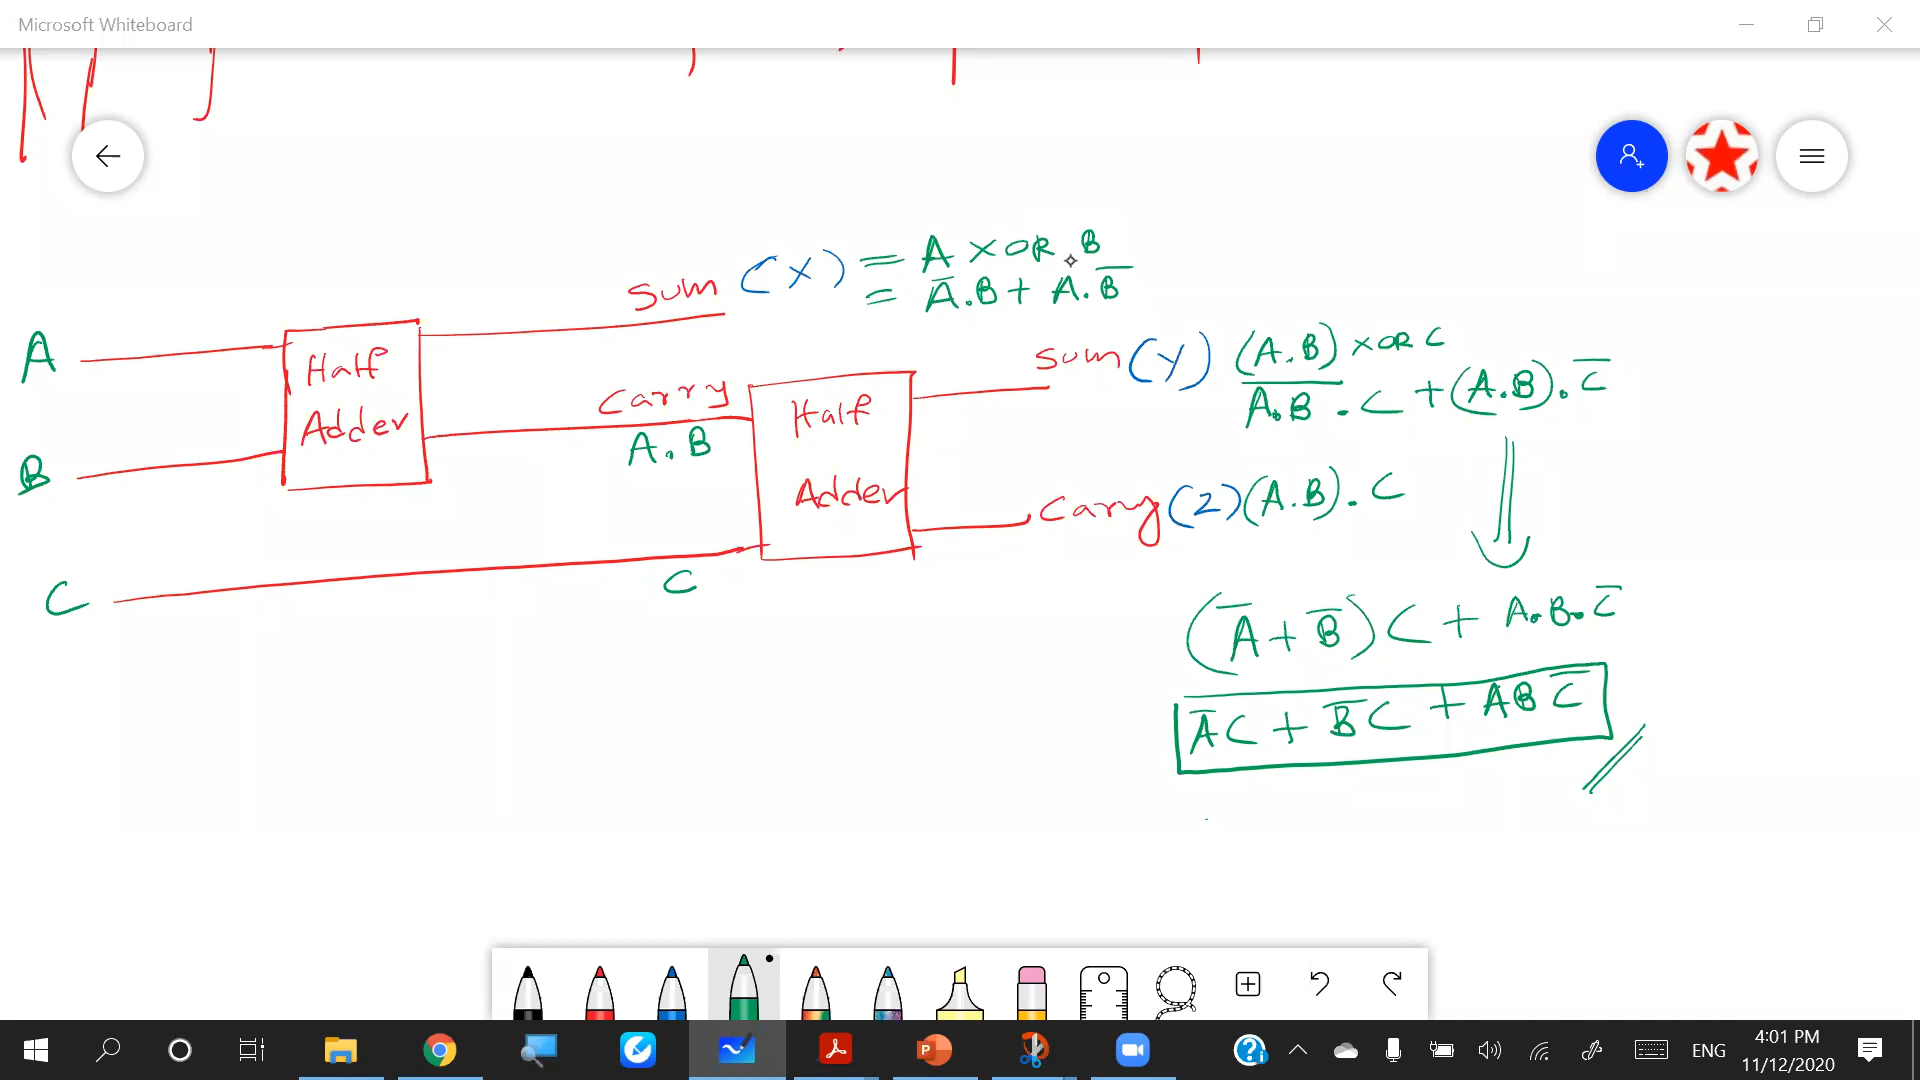 Microsoft Whiteboard
Sum (X) = A XOR B
= A̅.B + A.B̅
A
Half
Adder
B
Carry
A.B
Half
Adder
Sum (Y) (A.B) XOR C
A̅.̅B̅ . C + (A.B).C̅
Carry (Z) (A.B).C
C
C
(A̅ + B̅) C + A.B.C̅
A̅C + B̅C + ABC̅
ENG
4:01 PM
11/12/2020